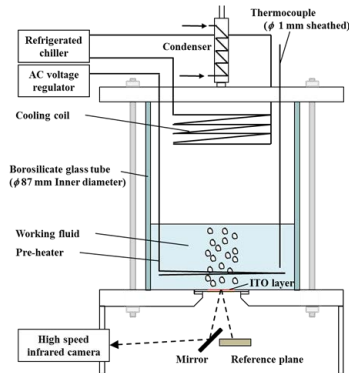 Thermocouple
(ϕ 1 mm sheathed)
Refrigerated
chiller
Condenser
AC voltage
regulator
Cooling coil
Borosilicate glass tube
(ϕ 87 mm Inner diameter)
Working fluid
Pre-heater
ITO layer
High speed
infrared camera
Mirror
Reference plane